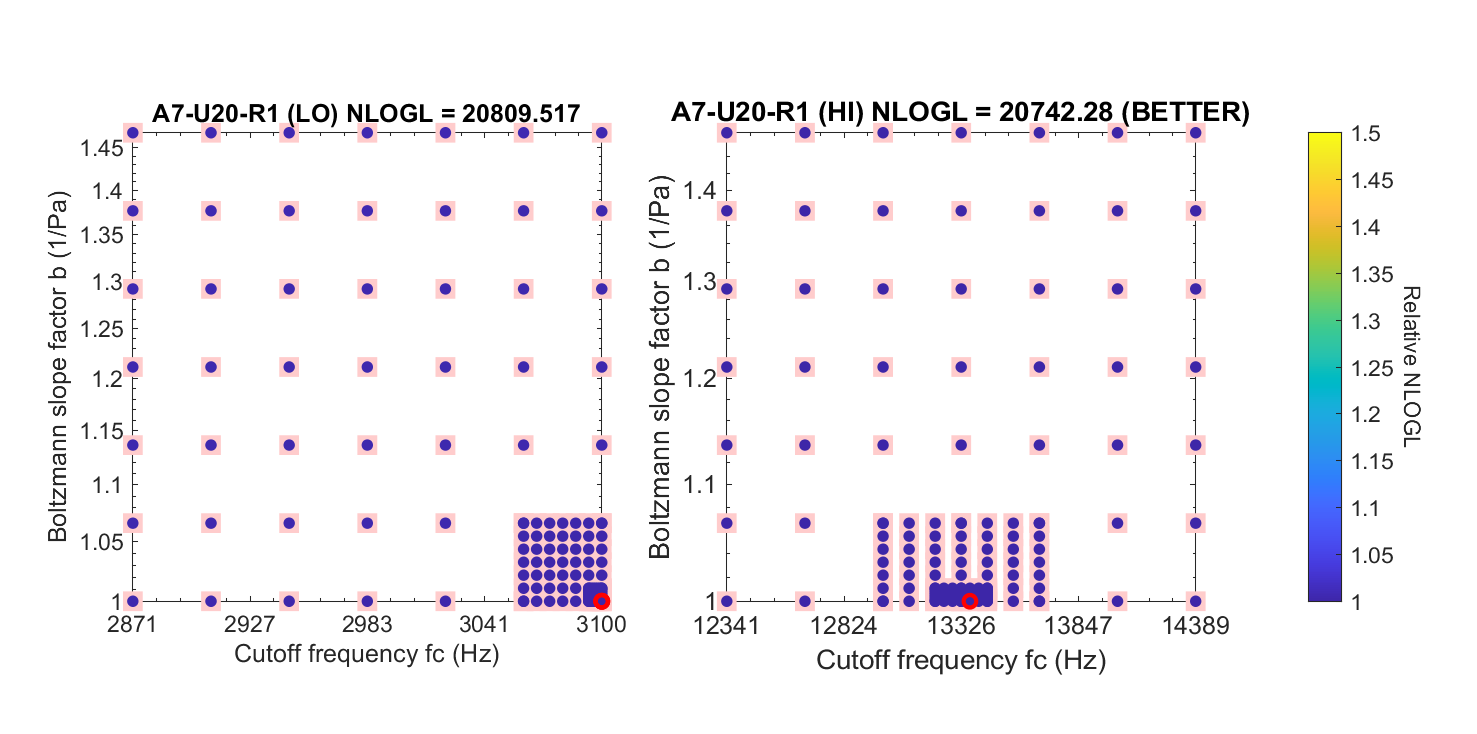 A7-U20-R1 (LO) NLOGL = 20809.517
Boltzmann slope factor b (1/Pa)
1.45
1.4
1.35
1.3
1.25
1.2
1.15
1.1
1.05
1
2871 2927 2983 3041 3100
Cutoff frequency fc (Hz)
A7-U20-R1 (HI) NLOGL = 20742.28 (BETTER)
Boltzmann slope factor b (1/Pa)
1.4
1.3
1.2
1.1
1
12341 12824 13326 13847 14389
Cutoff frequency fc (Hz)
1.5
1.45
1.4
1.35
1.3
1.25
1.2
1.15
1.1
1.05
1
Relative NLOGL